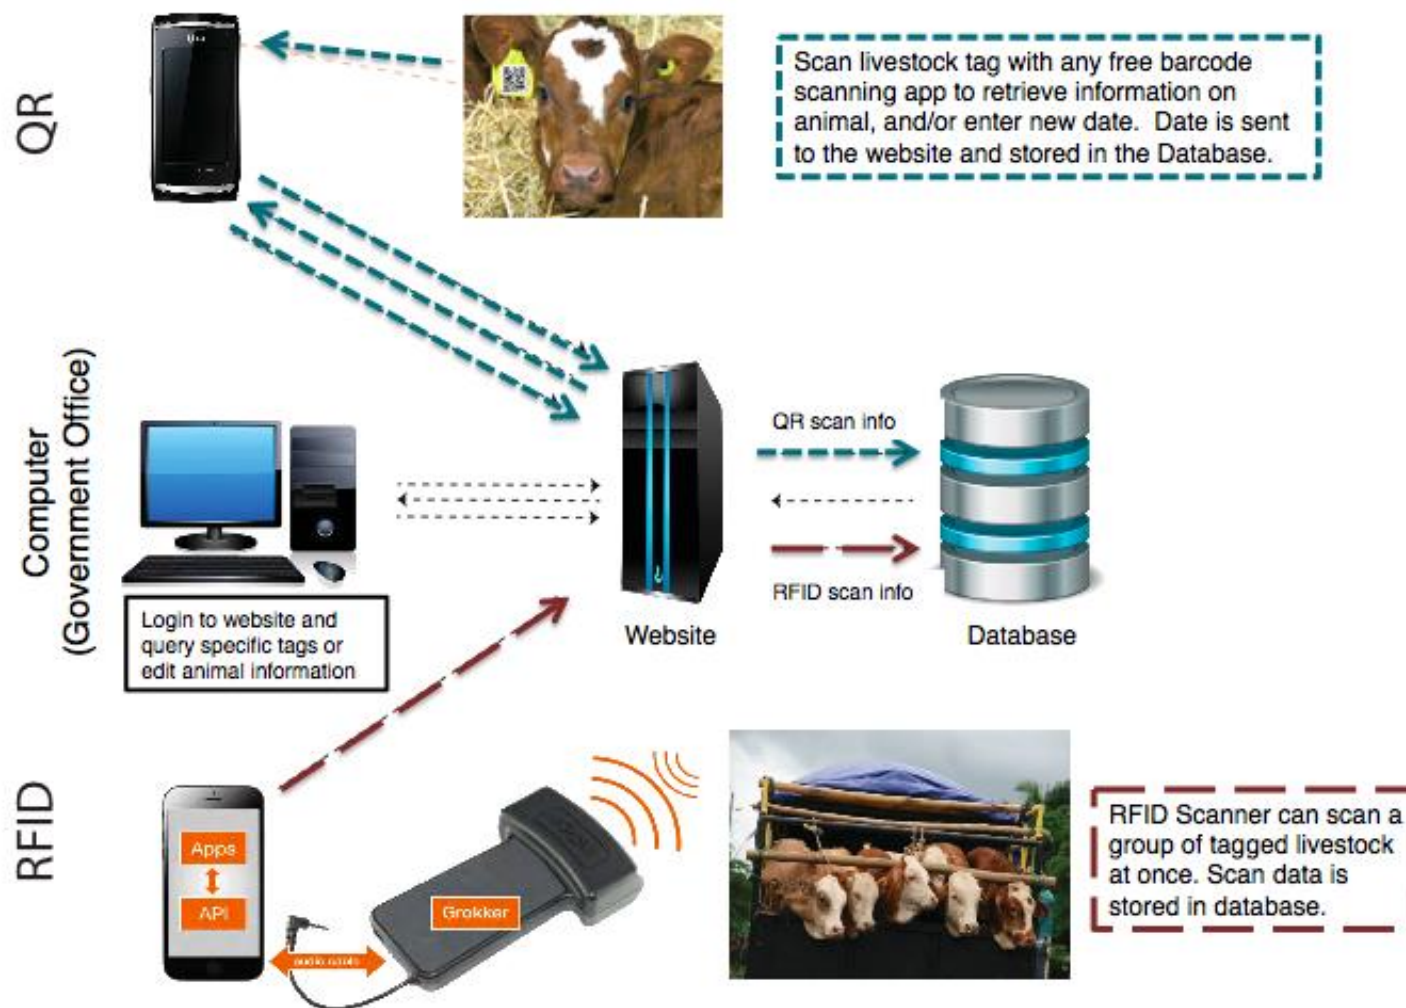 QR
Scan livestock tag with any free barcode
scanning app to retrieve information on
animal, and/or enter new date.  Date is sent
to the website and stored in the Database.
Computer
(Government Office)
QR scan info
RFID scan info
Website
Database
Login to website and
query specific tags or
edit animal information
RFID
Apps
API
audio cable
Grokker
RFID Scanner can scan a
group of tagged livestock
at once. Scan data is
stored in database.